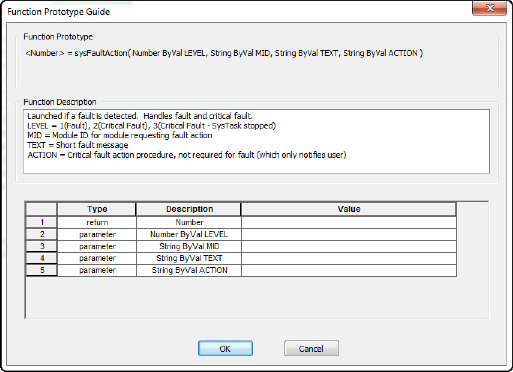 Function Prototype Guide
Function Prototype
<Number> = sysFaultAction( Number ByVal LEVEL, String ByVal MID, String ByVal TEXT, String ByVal ACTION )
Function Description
Launched if a fault is detected.  Handles fault and critical fault.
LEVEL = 1(Fault), 2(Critical Fault), 3(Critical Fault - SysTask stopped)
MID = Module ID for module requesting fault action
TEXT = Short fault message
ACTION = Critical fault action procedure, not required for fault (which only notifies user)
Type Description Value
1 return Number
2 parameter Number ByVal LEVEL
3 parameter String ByVal MID
4 parameter String ByVal TEXT
5 parameter String ByVal ACTION
OK Cancel